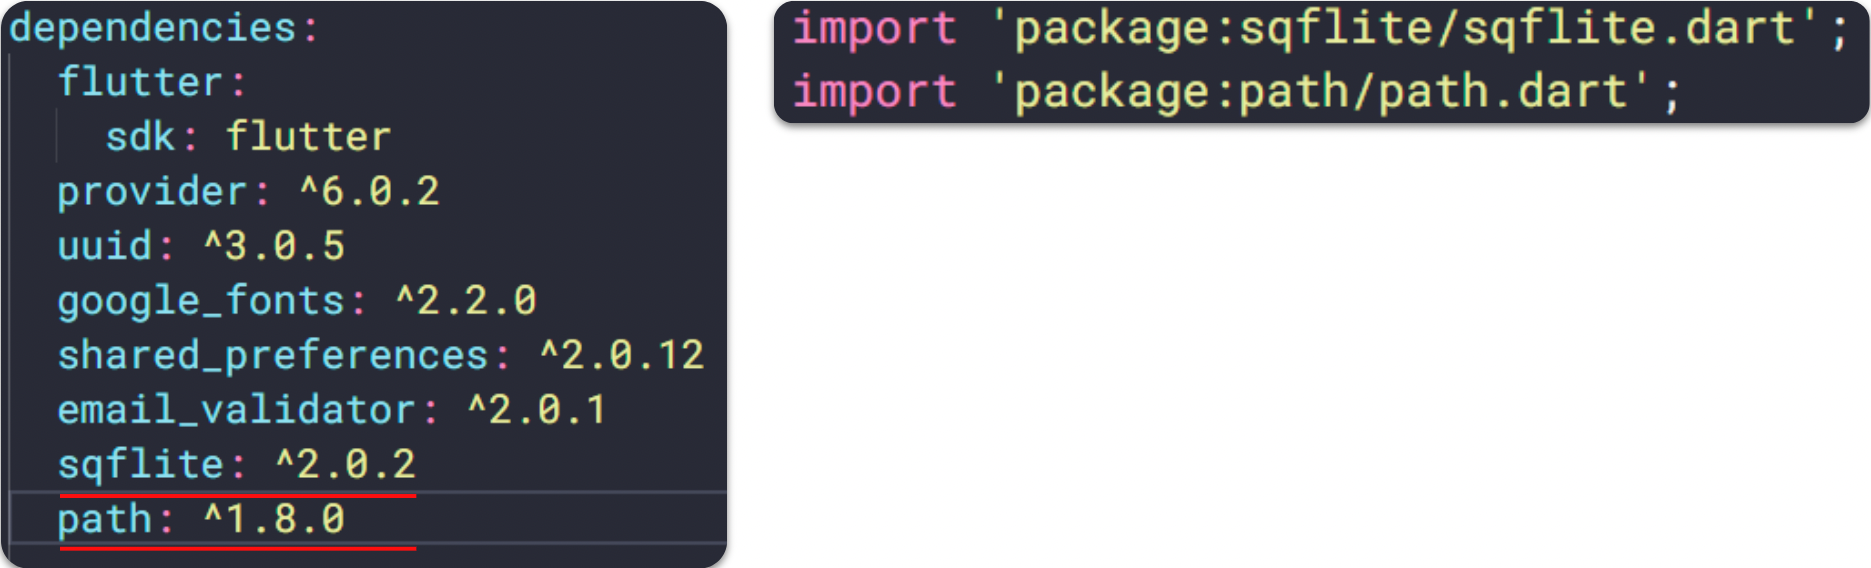 dependencies:
flutter:
sdk: flutter
provider: ^6.0.2
uuid: ^3.0.5
google_fonts: ^2.2.0
shared_preferences: ^2.0.12
email_validator: ^2.0.1
sqflite: ^2.0.2
path: ^1.8.0
import 'package:sqflite/sqflite.dart';
import 'package:path/path.dart';